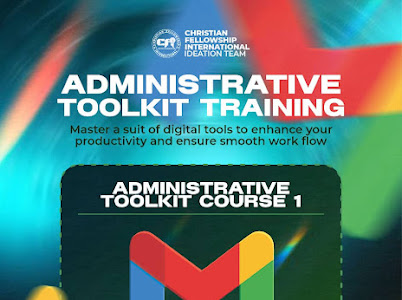 CHRISTIAN
FELLOWSHIP
INTERNATIONAL
IDEATION TEAM
ADMINISTRATIVE
TOOLKIT TRAINING
Master a suit of digital tools to enhance your
productivity and ensure smooth work flow
ADMINISTRATIVE
TOOLKIT COURSE 1